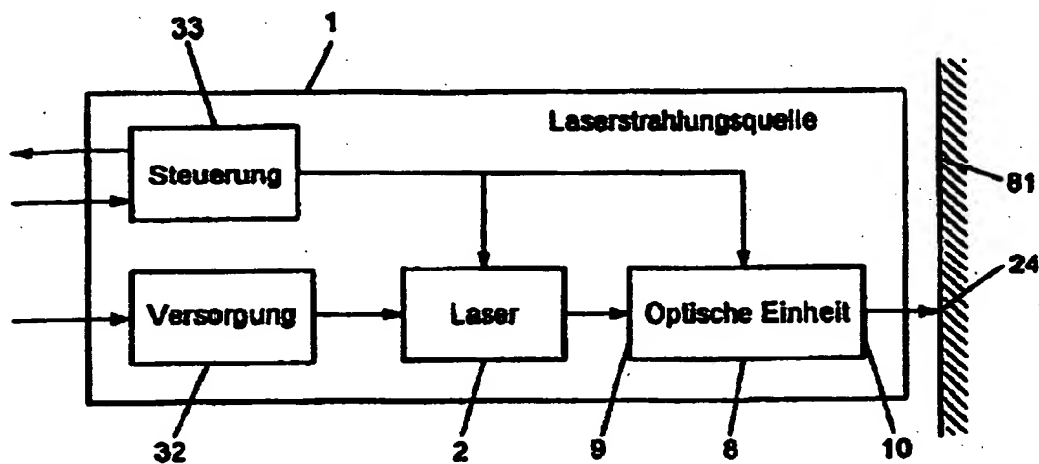 33
1
Laserstrahlungsquelle
Steuerung
81
24
Versorgung
Laser
Optische Einheit
32
2
9
8
10